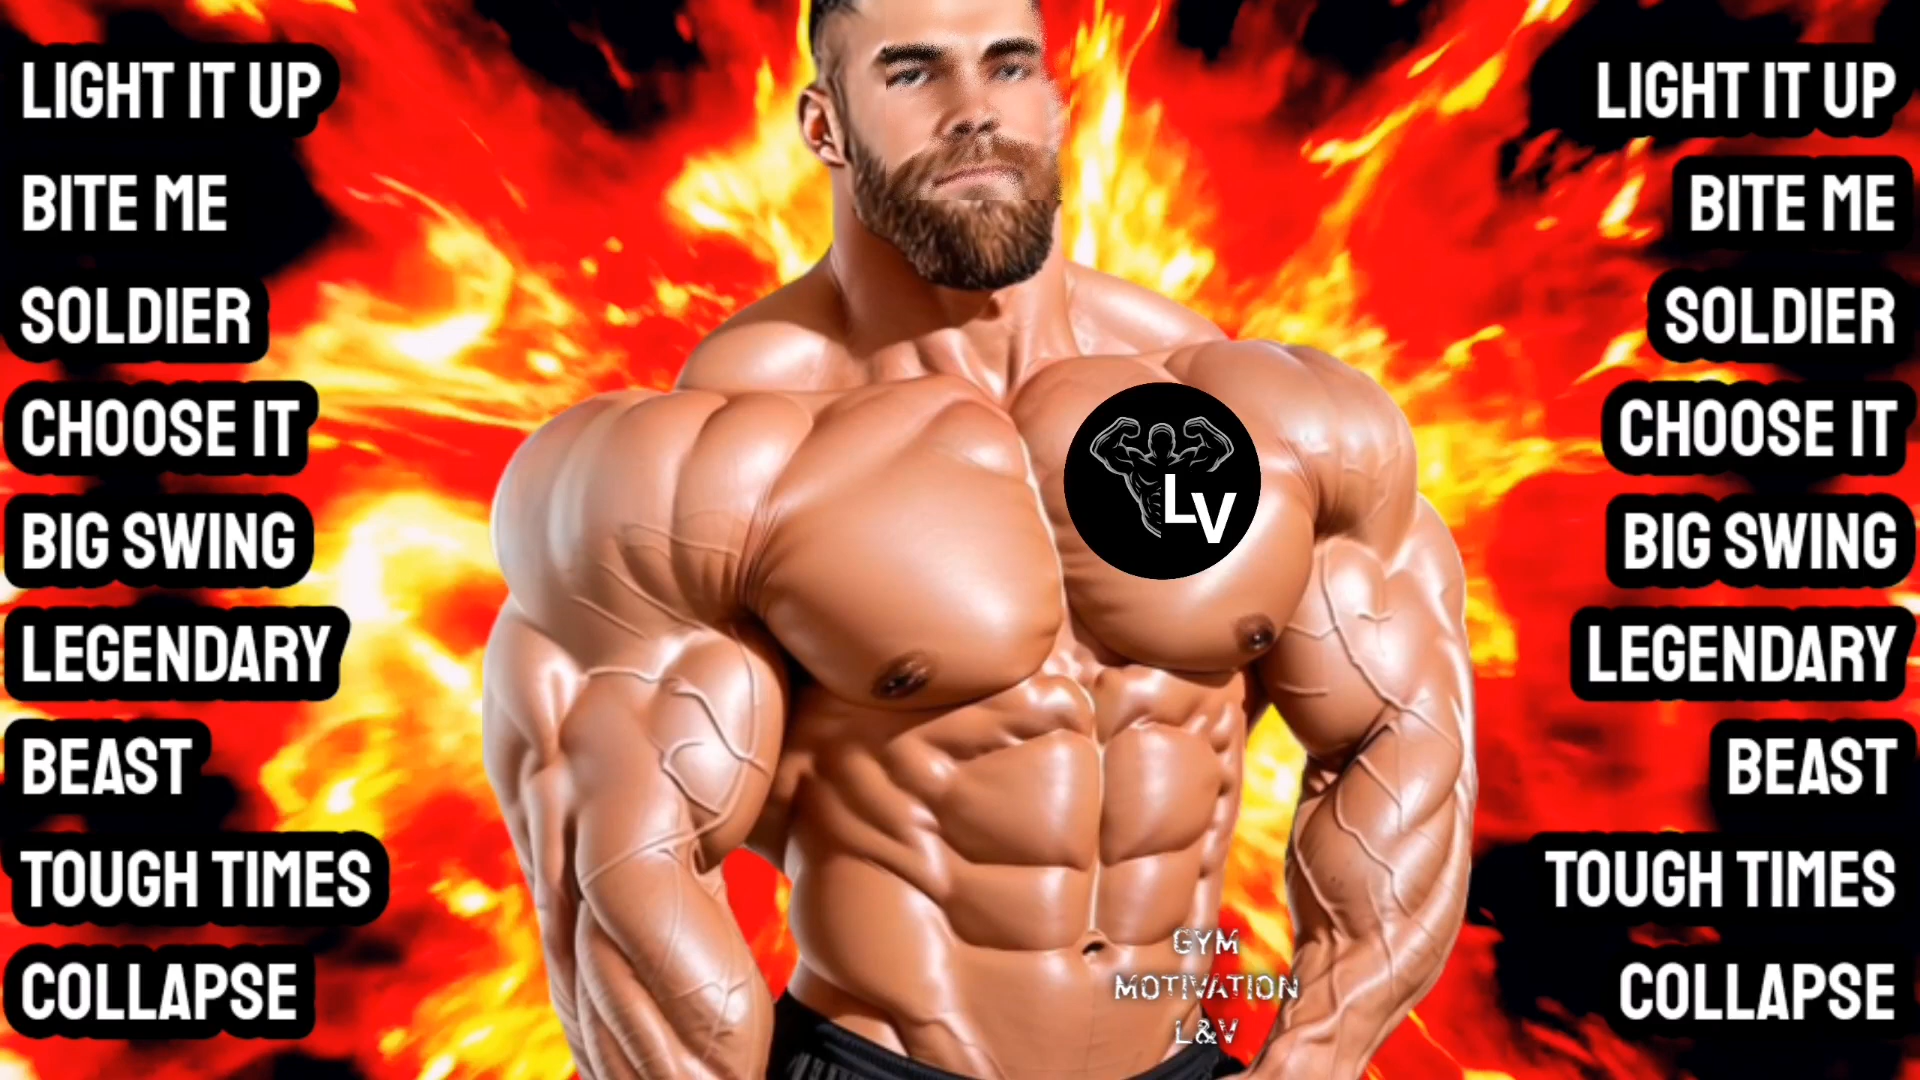 LIGHT IT UP
BITE ME
SOLDIER
CHOOSE IT
BIG SWING
LEGENDARY
BEAST
TOUGH TIMES
COLLAPSE
LV
GYM
MOTIVATION
L&V
LIGHT IT UP
BITE ME
SOLDIER
CHOOSE IT
BIG SWING
LEGENDARY
BEAST
TOUGH TIMES
COLLAPSE